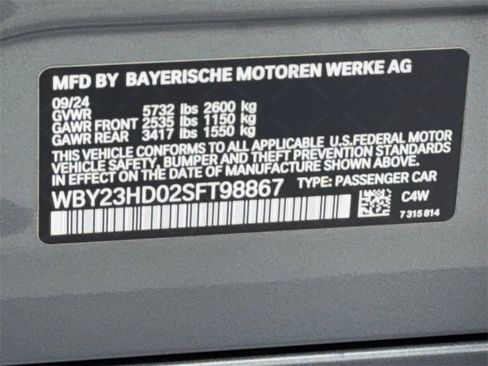 MFD BY BAYERISCHE MOTOREN WERKE AG
09/24
GVWR 5732 lbs 2600 kg
GAWR FRONT 2535 lbs 1150 kg
GAWR REAR 3417 lbs 1550 kg
THIS VEHICLE CONFORMS TO ALL APPLICABLE U.S.FEDERAL MOTOR
VEHICLE SAFETY, BUMPER AND THEFT PREVENTION STANDARDS
IN EFFECT ON THE DATE OF MANUFACTURE SHOWN ABOVE.
WBY23HD02SFT98867 TYPE: PASSENGER CAR
C4W
7 315 814